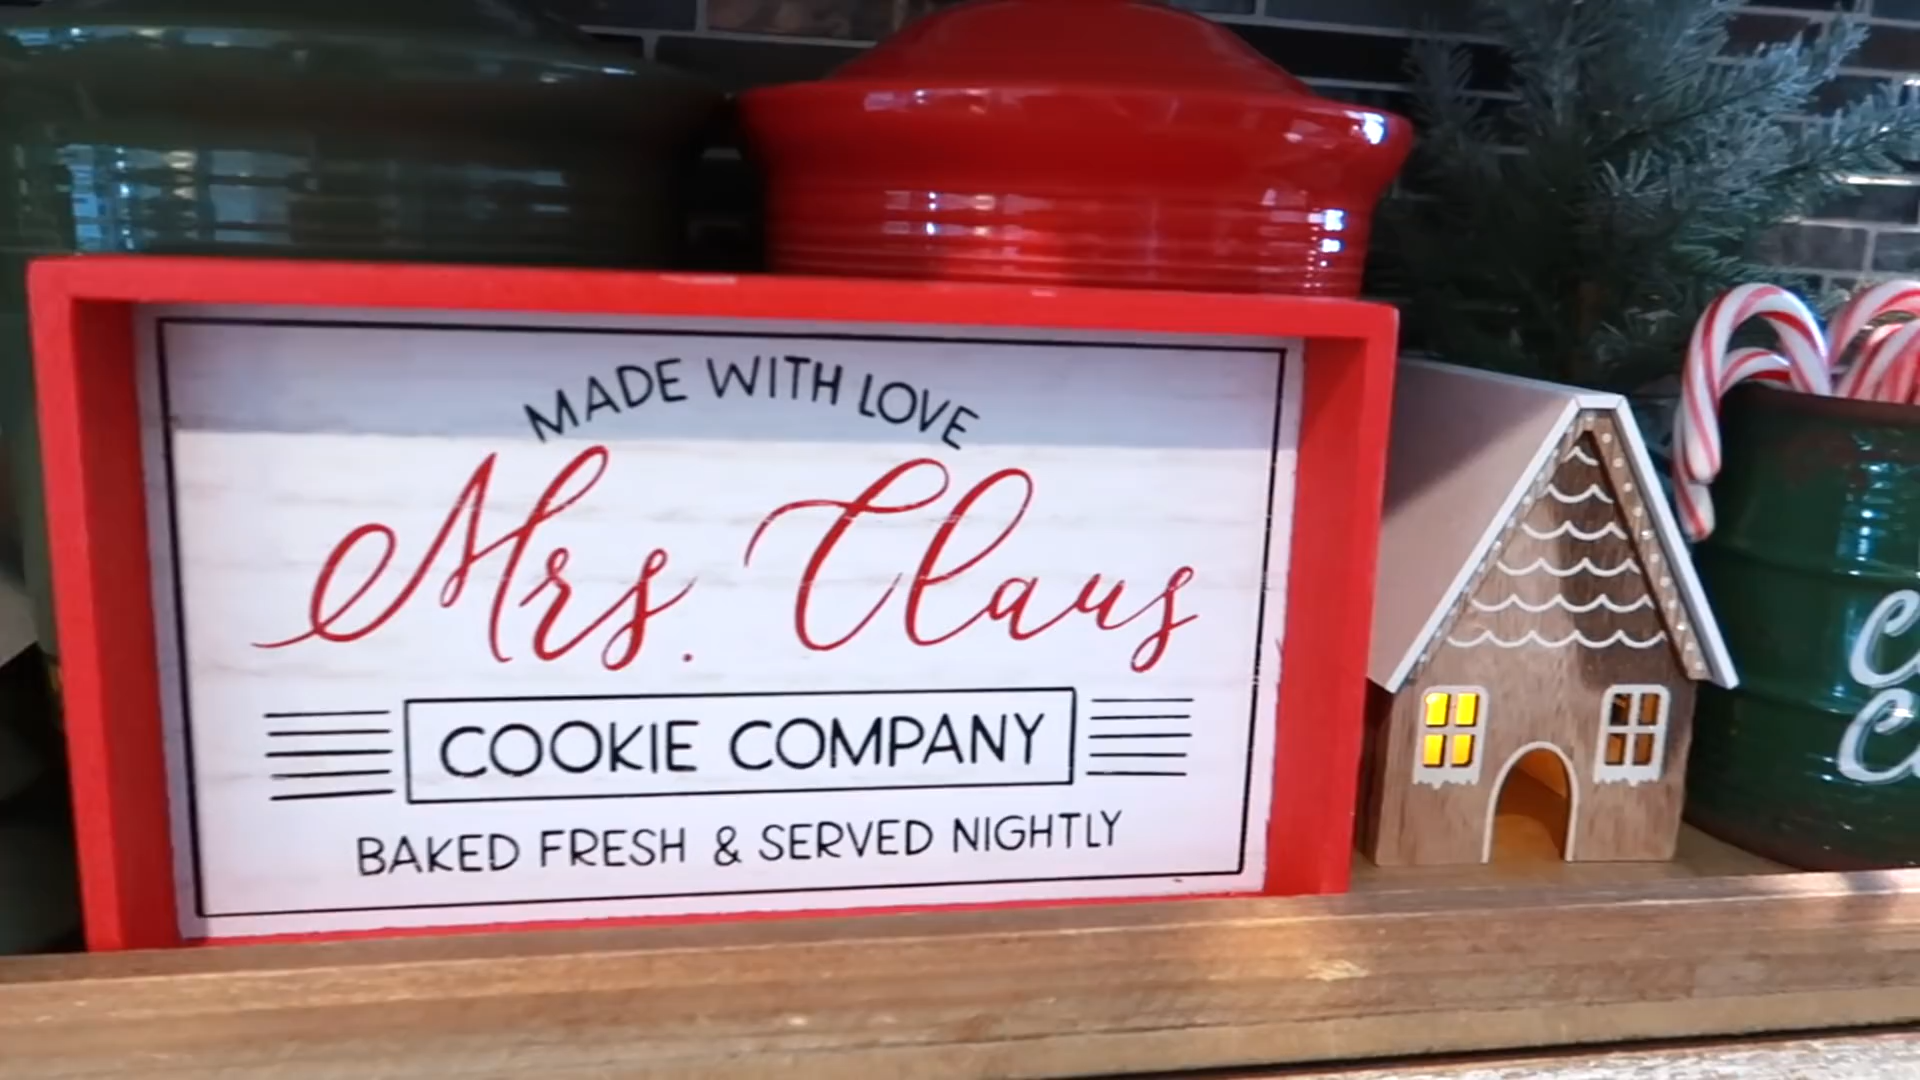 MADE WITH LOVE
Mrs. Claus
COOKIE COMPANY
BAKED FRESH & SERVED NIGHTLY